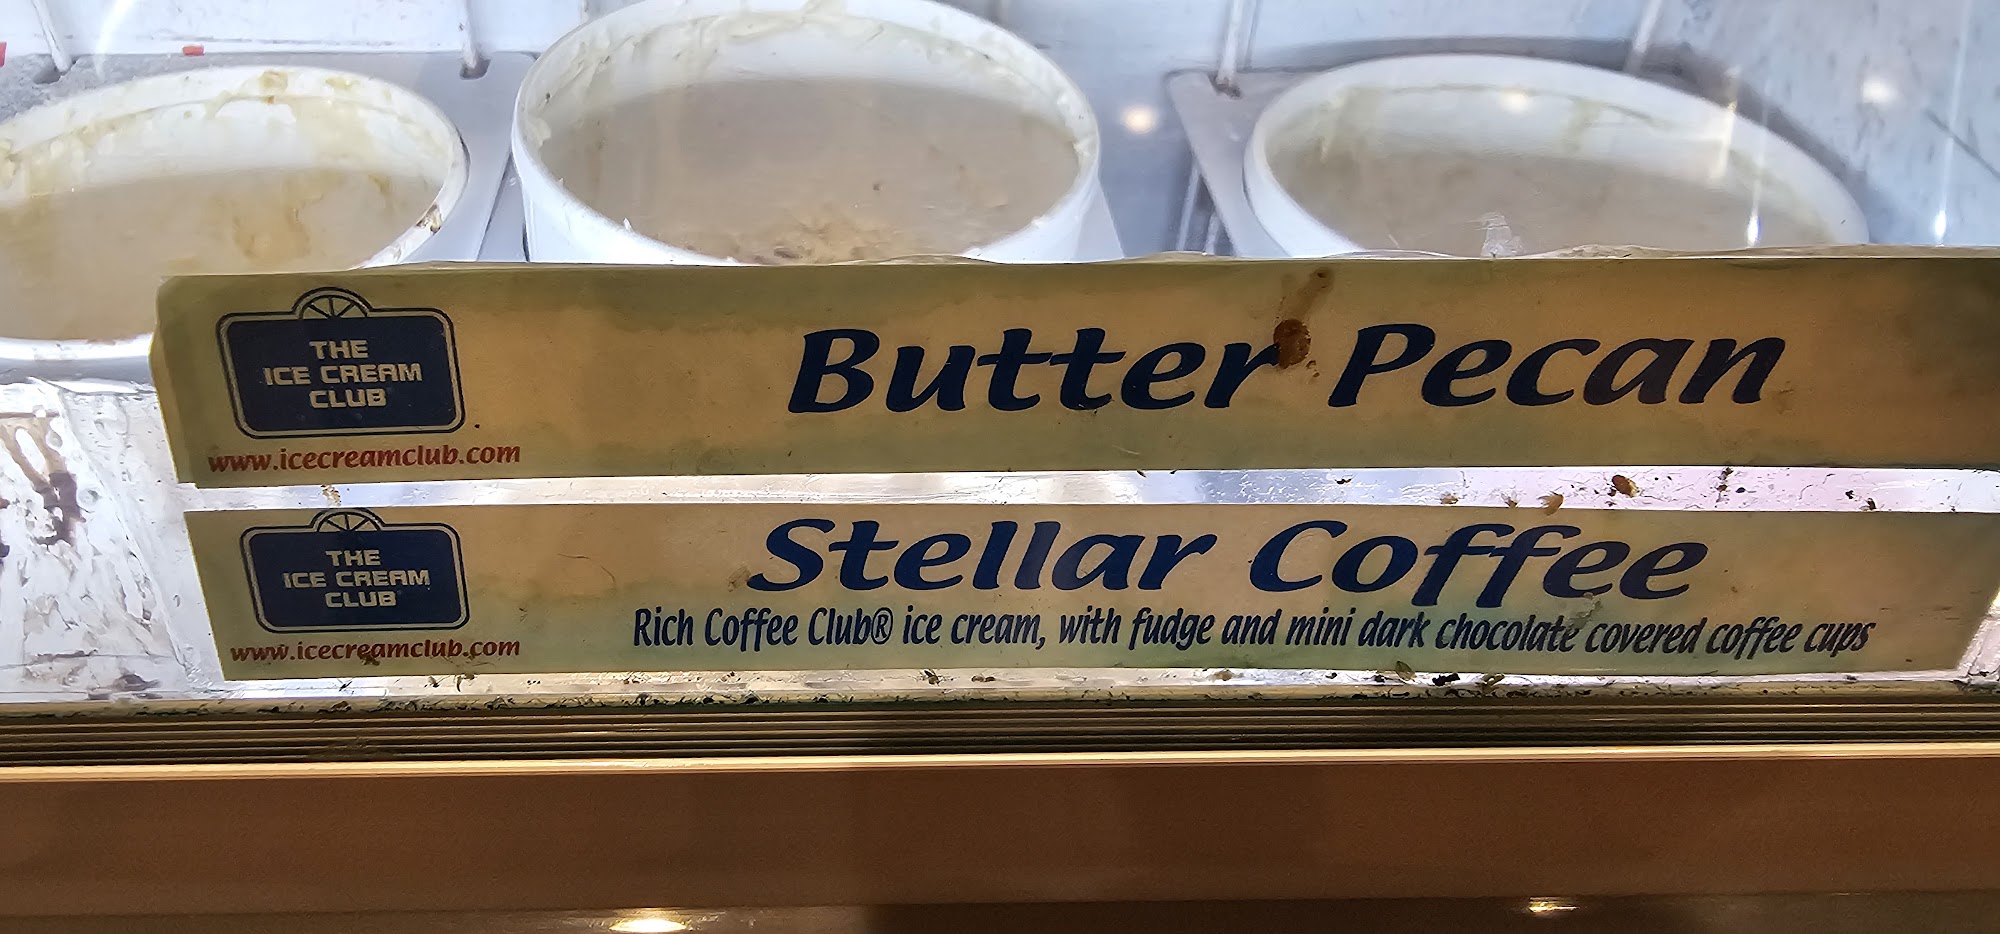 THE
ICE CREAM
CLUB
www.icecreamclub.com
Butter Pecan
THE
ICE CREAM
CLUB
www.icecreamclub.com
Stellar Coffee
Rich Coffee Club® ice cream, with fudge and mini dark chocolate covered coffee cups